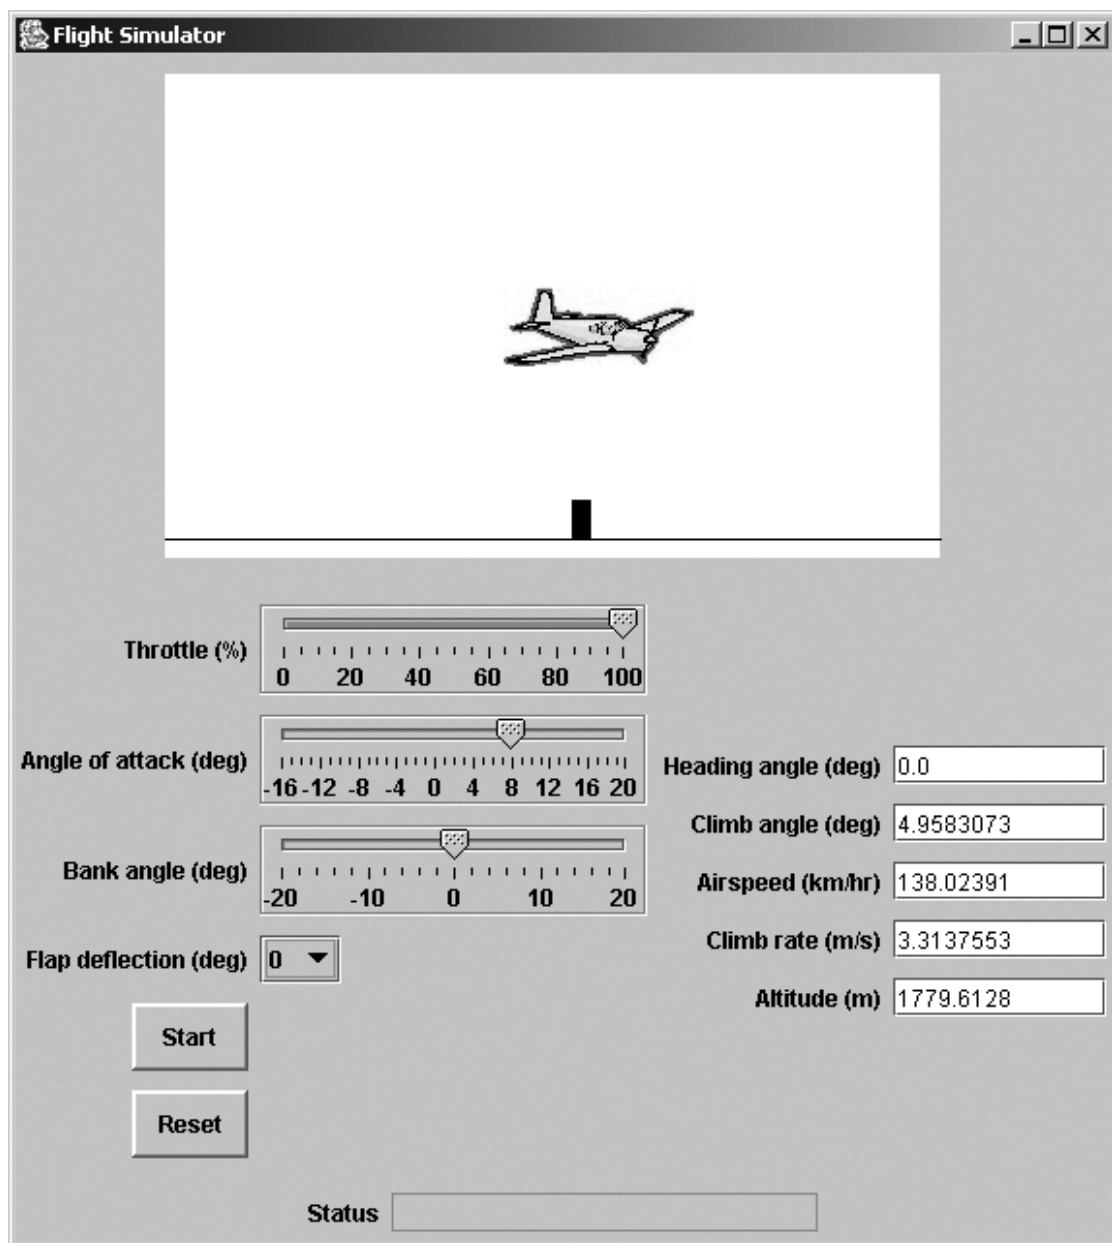 Flight Simulator
Throttle (%)
0 20 40 60 80 100
Angle of attack (deg)
-16 -12 -8 -4 0 4 8 12 16 20
Bank angle (deg)
-20 -10 0 10 20
Flap deflection (deg) 0
Start
Reset
Heading angle (deg) 0.0
Climb angle (deg) 4.9583073
Airspeed (km/hr) 138.02391
Climb rate (m/s) 3.3137553
Altitude (m) 1779.6128
Status